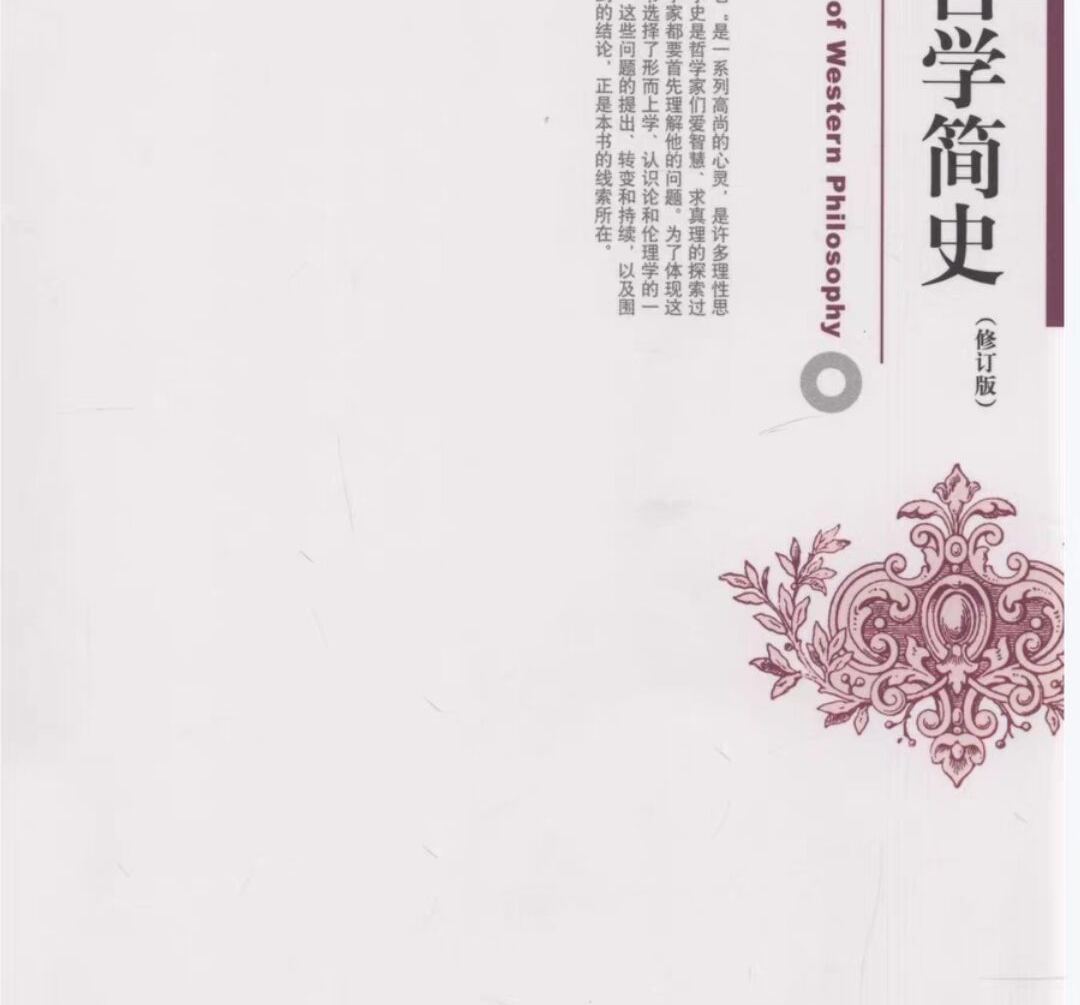 学简史
（修订版）
of Western Philosophy
“是一系列高尚的心灵，是许多理性思
史是哲学家们爱智慧、求真理的探索过
家都要首先理解他的问题。为了体现这
选择了形而上学、认识论和伦理学的一
这些问题的提出、转变和持续，以及围
的结论，正是本书的线索所在。